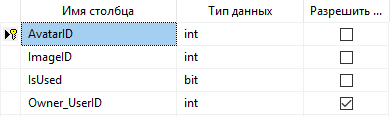 Имя столбца Тип данных Разрешить ...
AvatarID int
ImageID int
IsUsed bit
Owner_UserID int